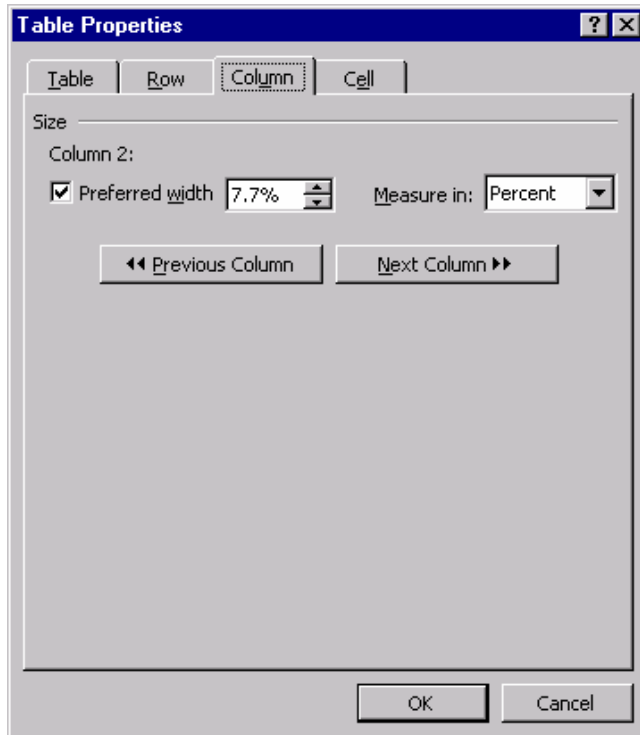 Table Properties
Table Row Column Cell
Size
Column 2:
Preferred width 7.7% Measure in: Percent
Previous Column Next Column
OK Cancel